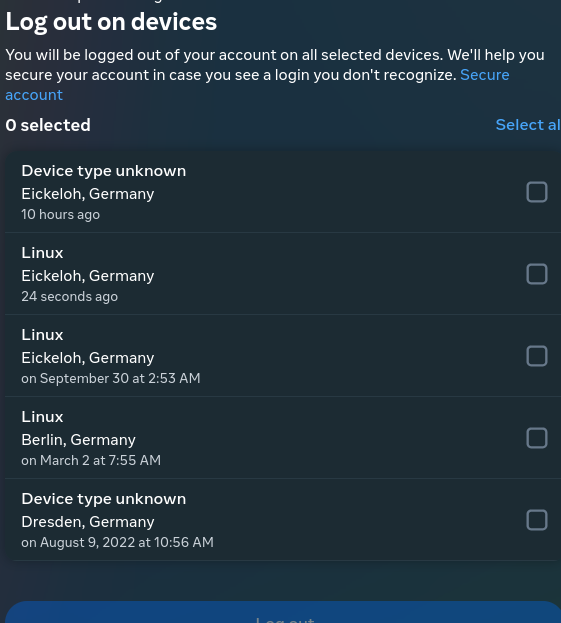 Log out on devices
You will be logged out of your account on all selected devices. We'll help you
secure your account in case you see a login you don't recognize. Secure
account
0 selected
Select al
Device type unknown
Eickeloh, Germany
10 hours ago
Linux
Eickeloh, Germany
24 seconds ago
Linux
Eickeloh, Germany
on September 30 at 2:53 AM
Linux
Berlin, Germany
on March 2 at 7:55 AM
Device type unknown
Dresden, Germany
on August 9, 2022 at 10:56 AM
Log out